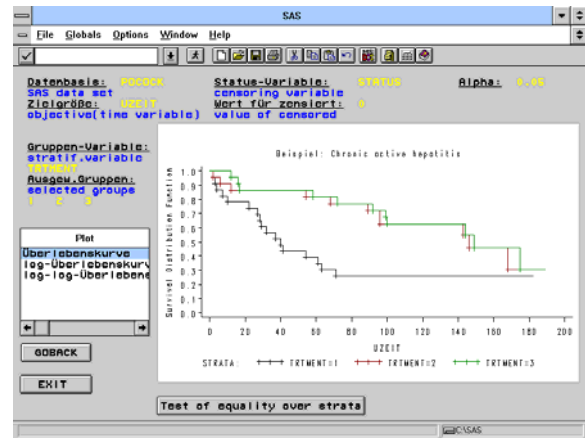 SAS
File Globals Options Window Help
Datenbasis: POCOCK Status-Variable: STATUS Alpha: 0.05
SAS data set censoring variable
Zielgröße: UZEIT Wert für zensiert: 0
objective(time variable) value of censored
Gruppen-Variable:
stratif.variable
TRTMENT
Ausgew.Gruppen:
selected groups
1 2 3
Beispiel: Chronic active hepatitis
Survival Distribution Function
1.0
0.9
0.8
0.7
0.6
0.5
0.4
0.3
0.2
0.1
0.0
0 20 40 60 80 100 120 140 160 180 200
UZEIT
STRATA: TRTMENT=1 TRTMENT=2 TRTMENT=3
Plot
Überlebenskurve
log-Überlebenskurv
log-log-Überlebens
GOBACK
EXIT
Test of equality over strata
C:\SAS